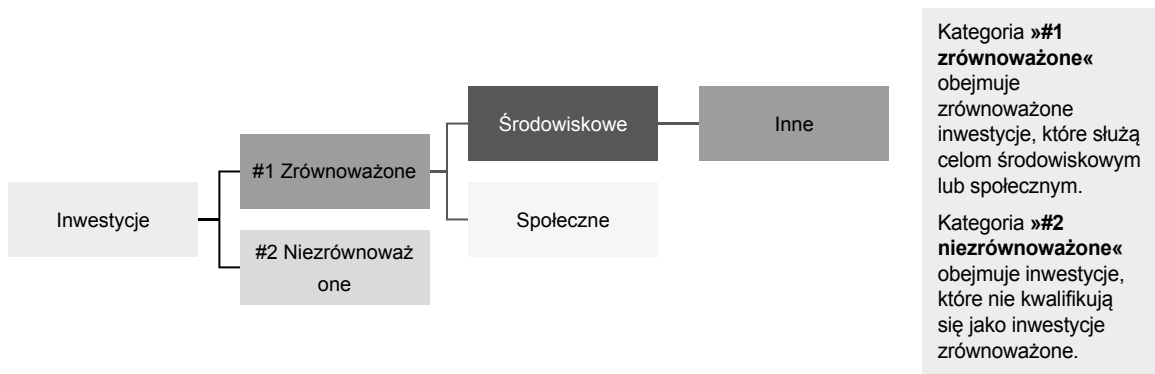 Inwestycje
#1 Zrównoważone
#2 Niezrównoważ
one
Środowiskowe
Społeczne
Inne
Kategoria »#1
zrównoważone«
obejmuje
zrównoważone
inwestycje, które służą
celom środowiskowym
lub społecznym.
Kategoria »#2
niezrównoważone«
obejmuje inwestycje,
które nie kwalifikują
się jako inwestycje
zrównoważone.